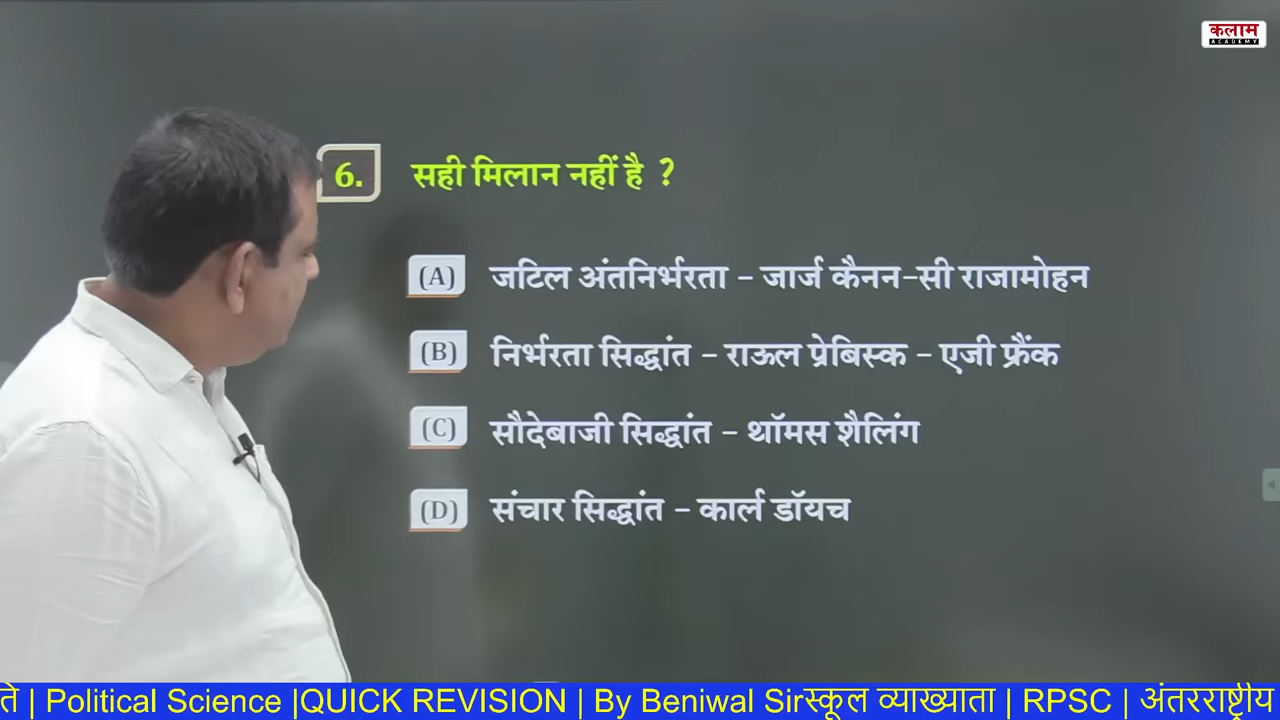 कलाम
ACADEMY
6. सही मिलान नहीं है ?
(A) जटिल अंतनिर्भरता – जार्ज कैनन–सी राजामोहन
(B) निर्भरता सिद्धांत – राऊल प्रेबिस्क – एजी फ्रैंक
(C) सौदेबाजी सिद्धांत – थॉमस शैलिंग
(D) संचार सिद्धांत – कार्ल डॉयच
ते | Political Science |QUICK REVISION | By Beniwal Sirस्कूल व्याख्याता | RPSC | अंतरराष्ट्रीय